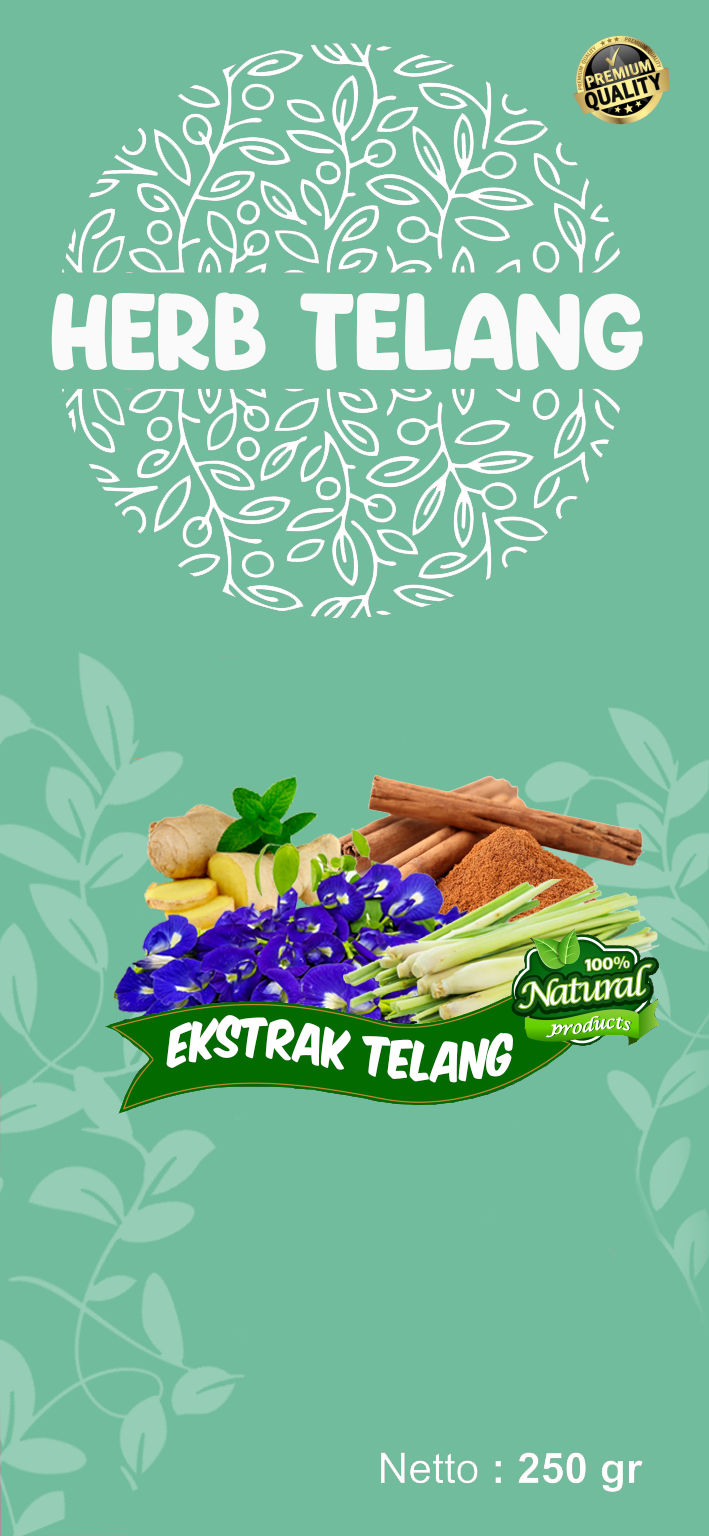 PREMIUM
QUALITY
HERB TELANG
100%
Natural
products
EKSTRAK TELANG
Netto : 250 gr